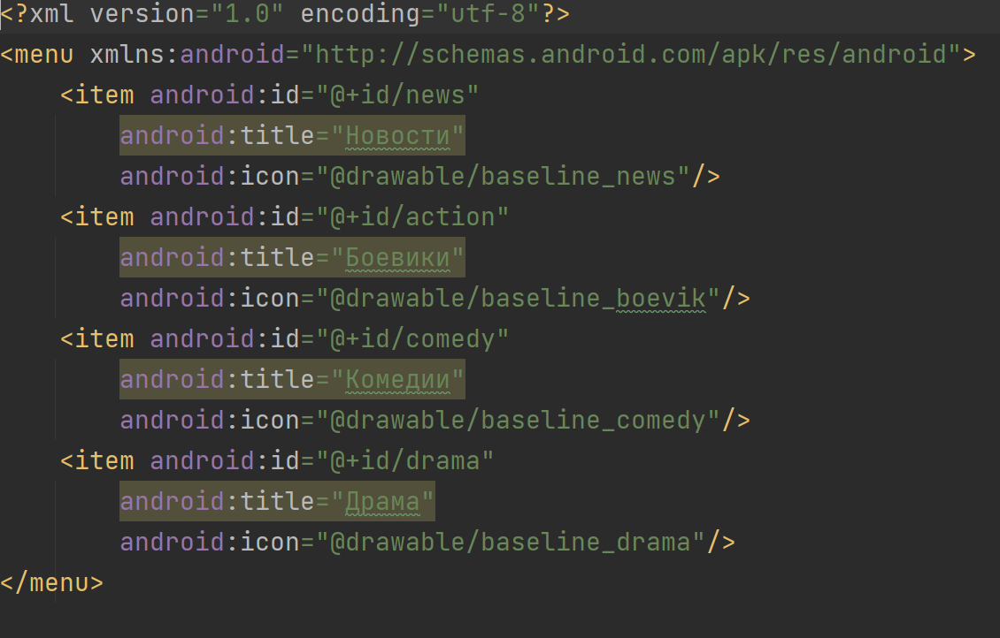 <?xml version="1.0" encoding="utf-8"?>
<menu xmlns:android="http://schemas.android.com/apk/res/android">
    <item android:id="@+id/news"
        android:title="Новости"
        android:icon="@drawable/baseline_news"/>
    <item android:id="@+id/action"
        android:title="Боевики"
        android:icon="@drawable/baseline_boevik"/>
    <item android:id="@+id/comedy"
        android:title="Комедии"
        android:icon="@drawable/baseline_comedy"/>
    <item android:id="@+id/drama"
        android:title="Драма"
        android:icon="@drawable/baseline_drama"/>
</menu>